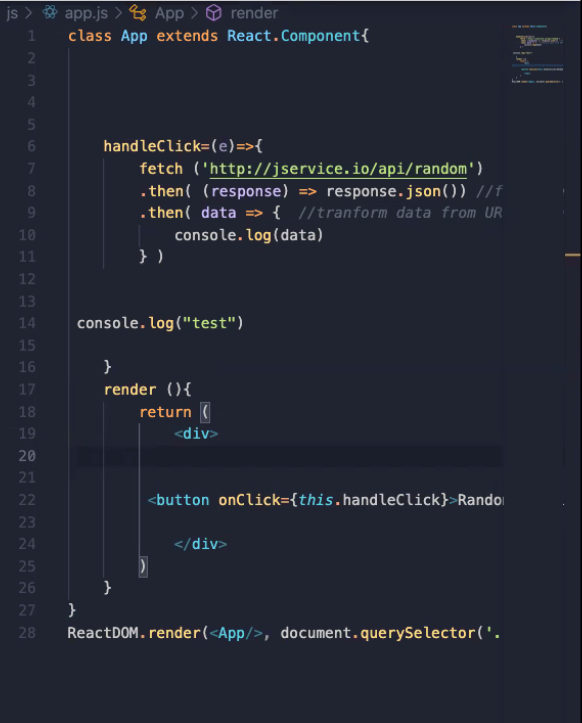 js > app.js > App > render
1 class App extends React.Component{
2
3
4
5
6 handleClick=(e)=>{
7 fetch ('http://jservice.io/api/random')
8 .then( (response) => response.json()) //f
9 .then( data => { //tranform data from UR
10 console.log(data)
11 } )
12
13
14 console.log("test")
15
16 }
17 render (){
18 return (
19 <div>
20
21
22 <button onClick={this.handleClick}>Rando
23
24 </div>
25 )
26 }
27 }
28 ReactDOM.render(<App/>, document.querySelector('.